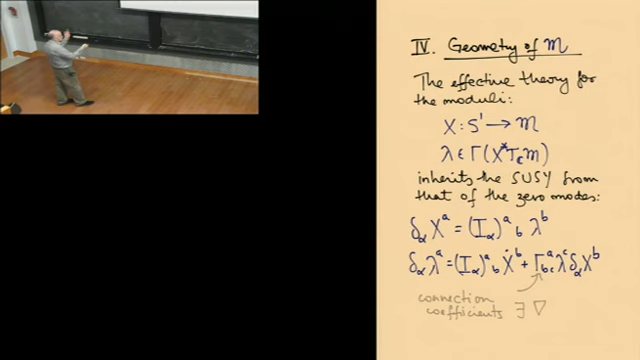 IV. Geometry of 𝓜
The effective theory for
the moduli:
X : S¹ → 𝓜
λ ∈ Γ(X*T_C 𝓜)
inherits the SUSY from
that of the zero modes:
δ_α X^a = (I_α)^a_b λ^b
δ_α λ^a = (I_α)^a_b Ẋ^b + Γ^a_bc λ^c δ_α X^b
connection
coefficients ∃ ∇